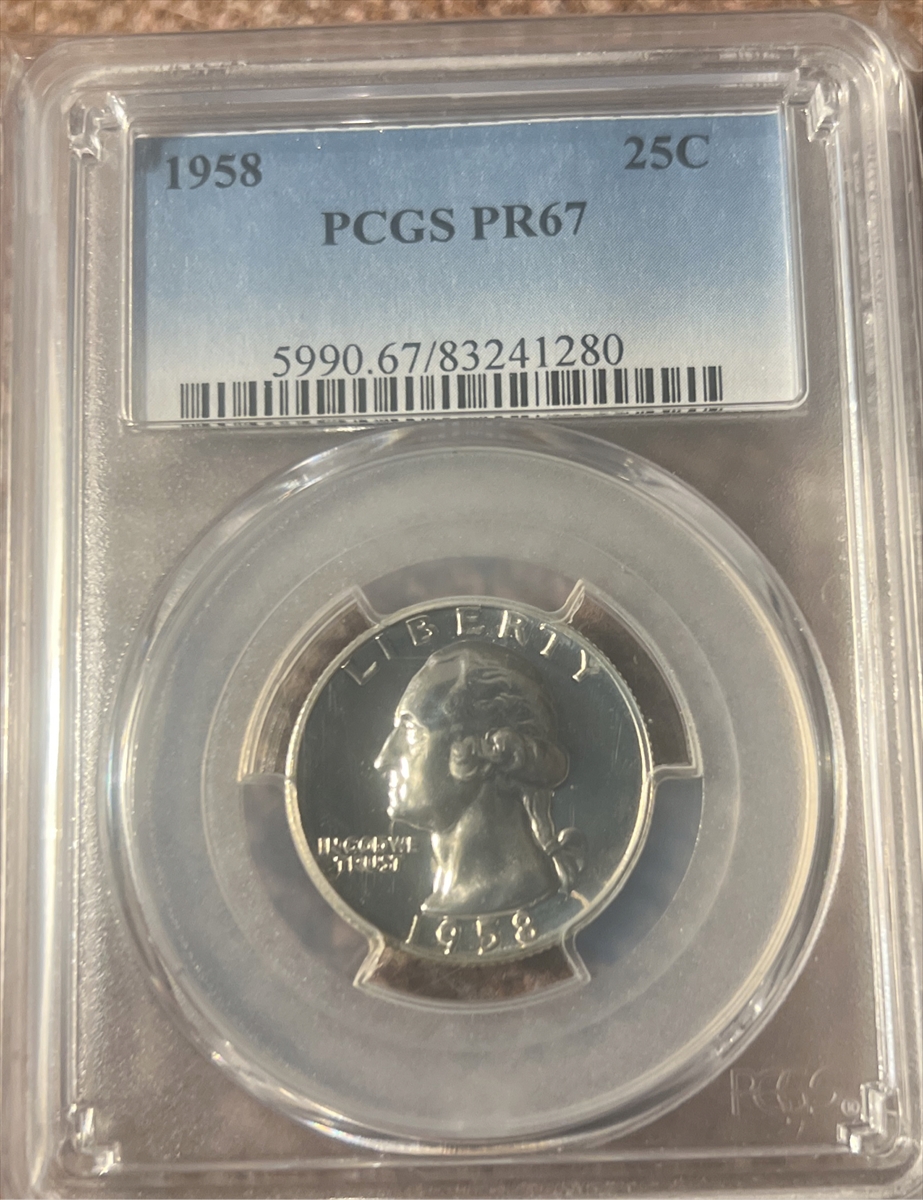 1958 25C
PCGS PR67
5990.67/83241280
LIBERTY
IN GOD WE
TRUST
1958
PCGS